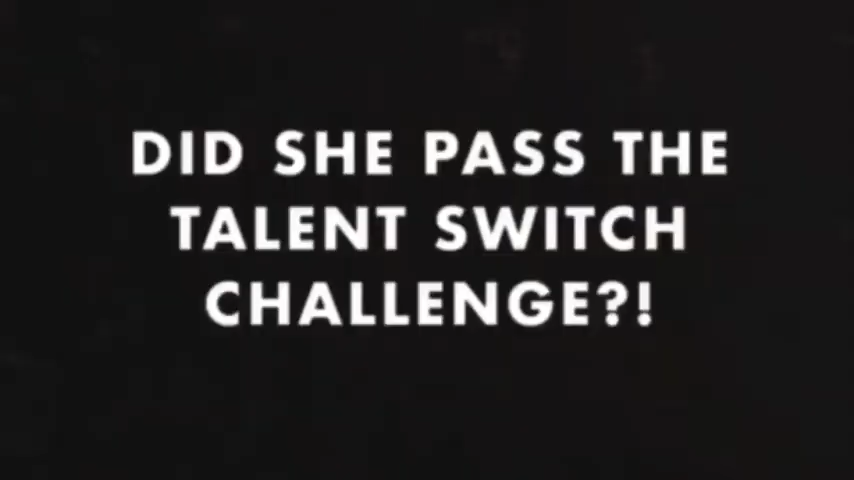 DID SHE PASS THE
TALENT SWITCH
CHALLENGE?!